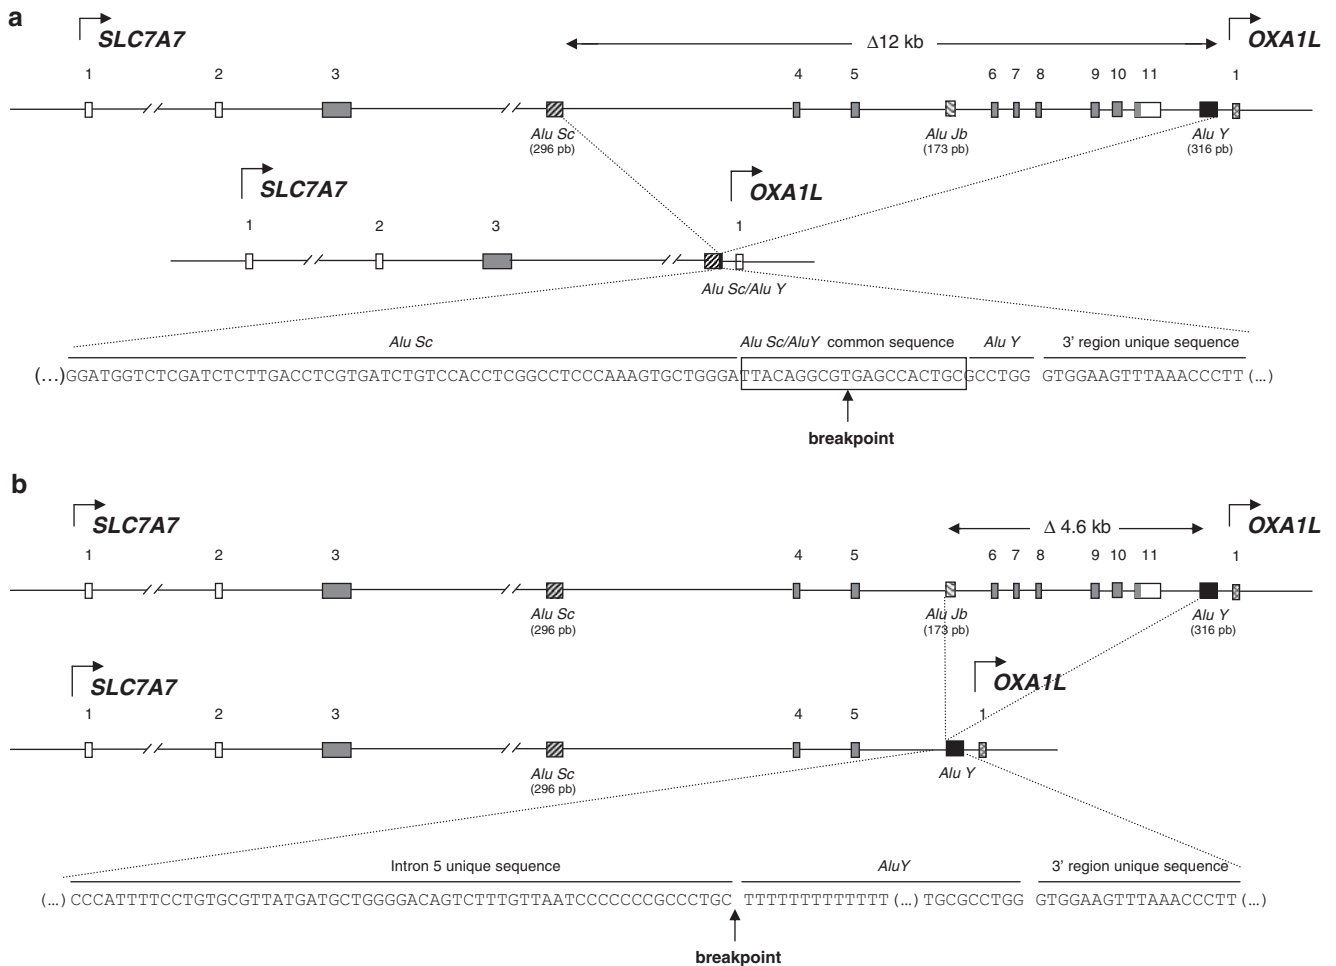 a
SLC7A7
Δ12 kb
OXA1L
1 2 3 4 5 6 7 8 9 10 11 1
Alu Sc Alu Jb Alu Y
(296 pb) (173 pb) (316 pb)
SLC7A7 OXA1L
1 2 3 1
Alu Sc/Alu Y
Alu Sc Alu Sc/AluY common sequence Alu Y 3' region unique sequence
(...)GGATGGTCTCGATCTCTTGACCTCGTGATCTGTCCACCTCGGCCTCCCAAAGTGCTGGGATTACAGGCGTGAGCCACTGCGCCTGG GTGGAAGTTTAAACCCTT(...)
breakpoint
b
SLC7A7
Δ 4.6 kb
OXA1L
1 2 3 4 5 6 7 8 9 10 11 1
Alu Sc Alu Jb Alu Y
(296 pb) (173 pb) (316 pb)
SLC7A7 OXA1L
1 2 3 4 5 1
Alu Sc Alu Y
(296 pb)
Intron 5 unique sequence AluY 3' region unique sequence
(...) CCCATTTTCCTGTGCGTTATGATGCTGGGGACAGTCTTTGTTAATCCCCCCCGCCCTGC TTTTTTTTTTTTTT (...) TGCGCCTGG GTGGAAGTTTAAACCCTT (...)
breakpoint